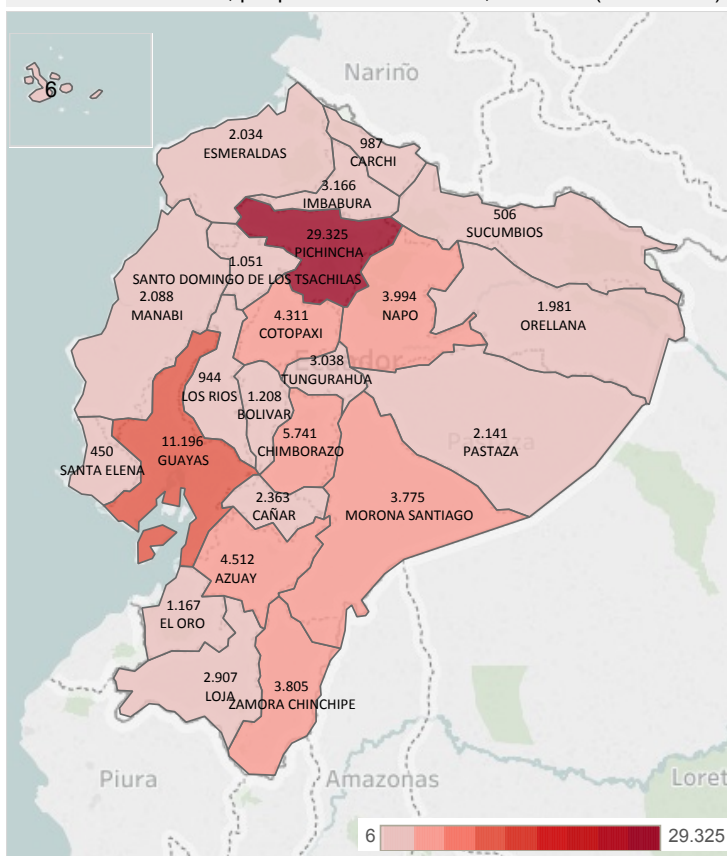 Nariño
6
2.034
ESMERALDAS
987
CARCHI
3.166
IMBABURA
506
SUCUMBIOS
29.325
PICHINCHA
1.051
SANTO DOMINGO DE LOS TSACHILAS
2.088
MANABI
3.994
NAPO
1.981
ORELLANA
4.311
COTOPAXI
Ecuador
3.038
TUNGURAHUA
944
LOS RIOS
1.208
BOLIVAR
5.741
CHIMBORAZO
2.141
PASTAZA
Pastaza
450
SANTA ELENA
11.196
GUAYAS
2.363
CAÑAR
3.775
MORONA SANTIAGO
4.512
AZUAY
1.167
EL ORO
2.907
LOJA
3.805
ZAMORA CHINCHIPE
Piura
Amazonas
Loret
6
29.325